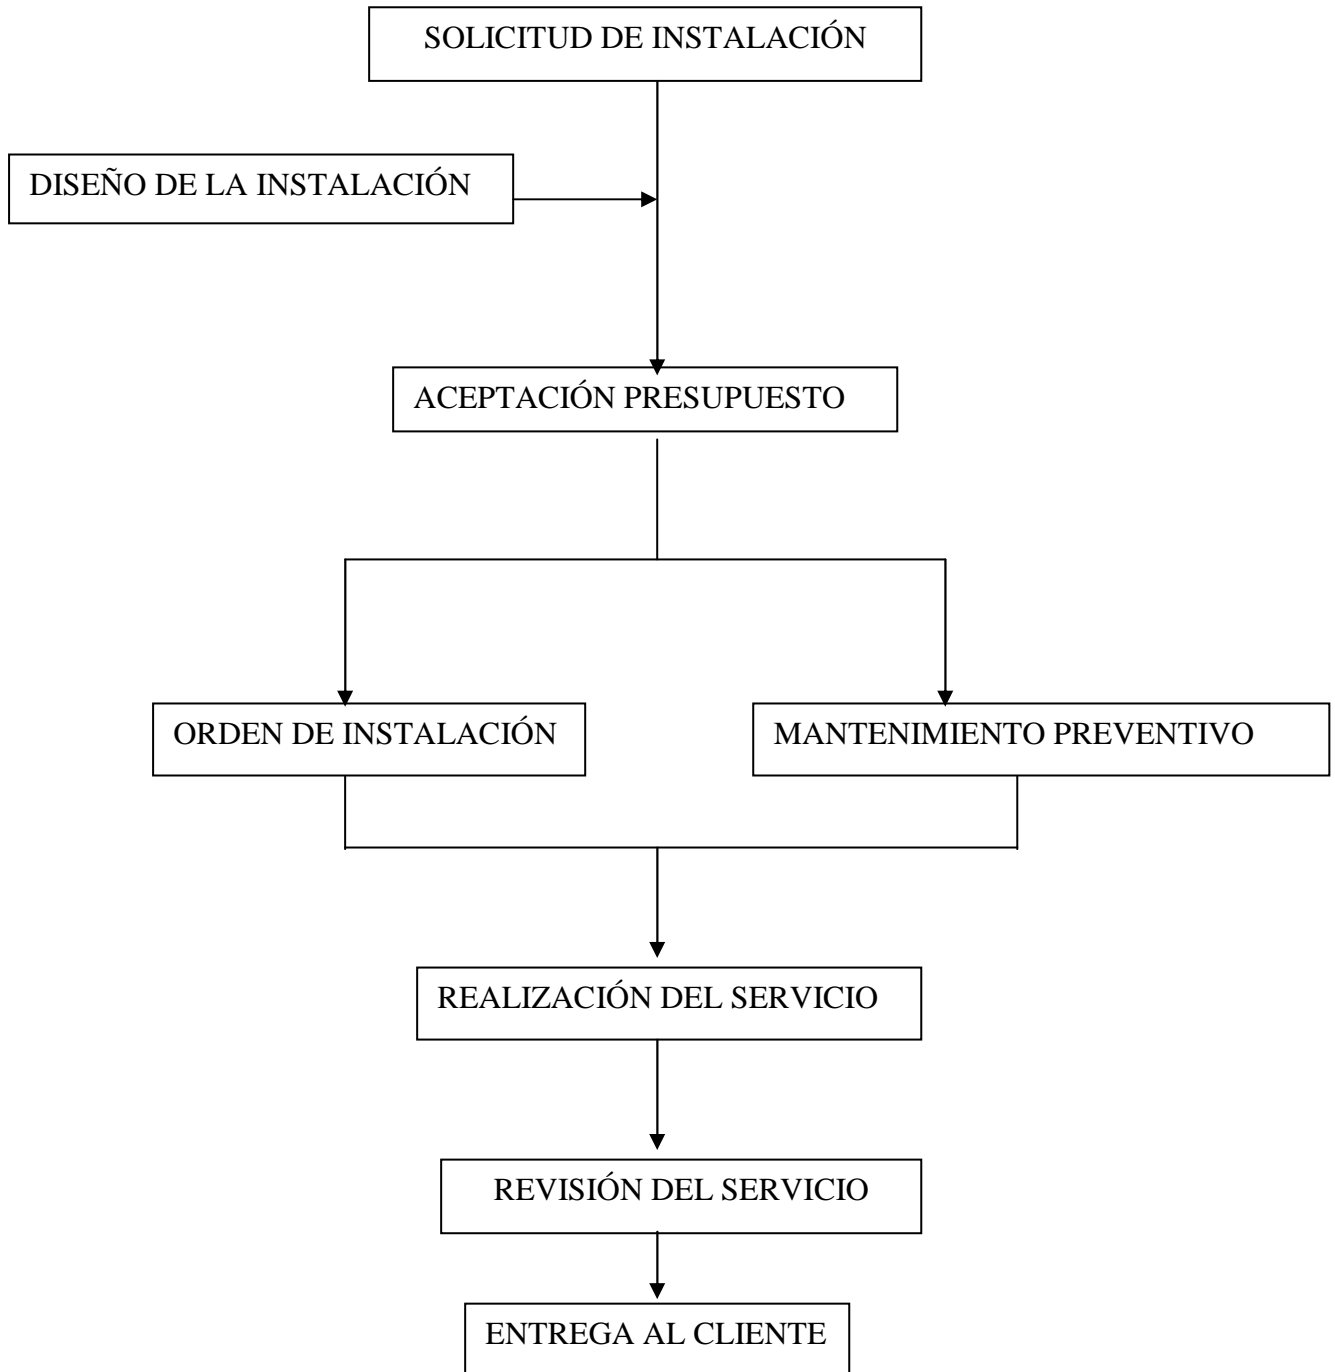 SOLICITUD DE INSTALACIÓN
DISEÑO DE LA INSTALACIÓN
ACEPTACIÓN PRESUPUESTO
ORDEN DE INSTALACIÓN
MANTENIMIENTO PREVENTIVO
REALIZACIÓN DEL SERVICIO
REVISIÓN DEL SERVICIO
ENTREGA AL CLIENTE